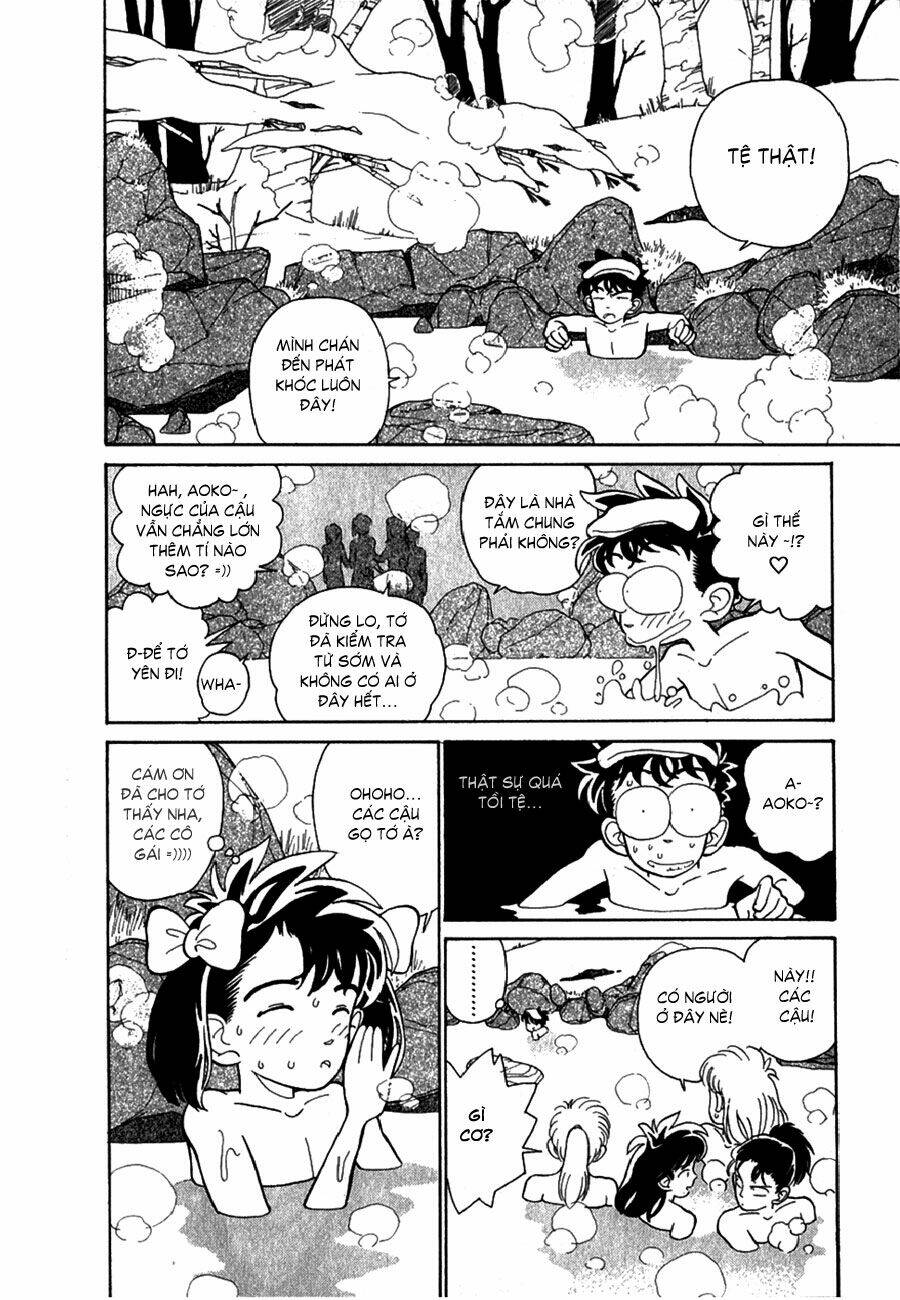 TỆ THẬT!
MÌNH CHÁN
ĐẾN PHÁT
KHÓC LUÔN
ĐÂY!
GÌ THẾ
NÀY ~!?
♡
ĐÂY LÀ NHÀ
TẮM CHUNG
PHẢI KHÔNG?
ĐỪNG LO, TỚ
ĐÃ KIỂM TRA
TỪ SỚM VÀ
KHÔNG CÓ AI Ở
ĐÂY HẾT...
HAH, AOKO- ,
NGỰC CỦA CẬU
VẪN CHẲNG LỚN
THÊM TÍ NÀO
SAO? =))
WHA-
Đ-ĐỂ TỚ
YÊN ĐI!
A-
AOKO~?
THẬT SỰ QUÁ
TỒI TỆ...
NÀY!!
CÁC
CẬU!
CÓ NGƯỜI
Ở ĐÂY NÈ!
.........
GÌ
CƠ?
OHOHO...
CÁC CẬU
GỌ TỚ À?
CÁM ƠN
ĐÃ CHO TỚ
THẤY NHA,
CÁC CÔ
GÁI =))))